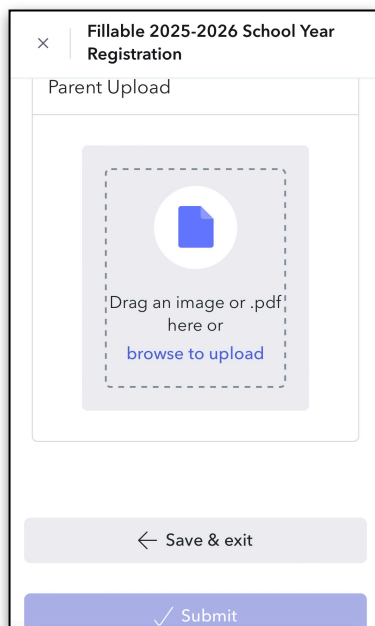 Fillable 2025-2026 School Year
Registration
Parent Upload
Drag an image or .pdf
here or
browse to upload
Save & exit
Submit